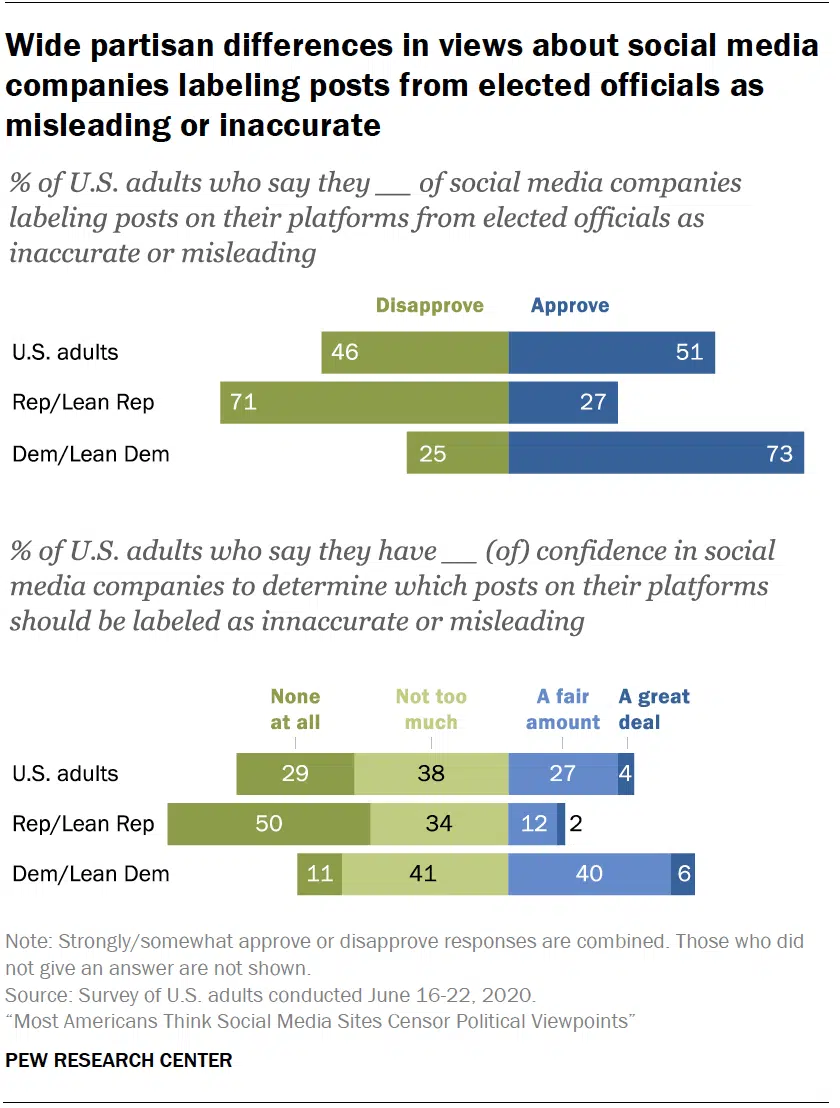 Wide partisan differences in views about social media
companies labeling posts from elected officials as
misleading or inaccurate
% of U.S. adults who say they __ of social media companies
labeling posts on their platforms from elected officials as
inaccurate or misleading
Disapprove Approve
U.S. adults 46 51
Rep/Lean Rep 71 27
Dem/Lean Dem 25 73
% of U.S. adults who say they have __ (of) confidence in social
media companies to determine which posts on their platforms
should be labeled as innaccurate or misleading
None Not too A fair A great
at all much amount deal
U.S. adults 29 38 27 4
Rep/Lean Rep 50 34 12 2
Dem/Lean Dem 11 41 40 6
Note: Strongly/somewhat approve or disapprove responses are combined. Those who did
not give an answer are not shown.
Source: Survey of U.S. adults conducted June 16-22, 2020.
“Most Americans Think Social Media Sites Censor Political Viewpoints”
PEW RESEARCH CENTER